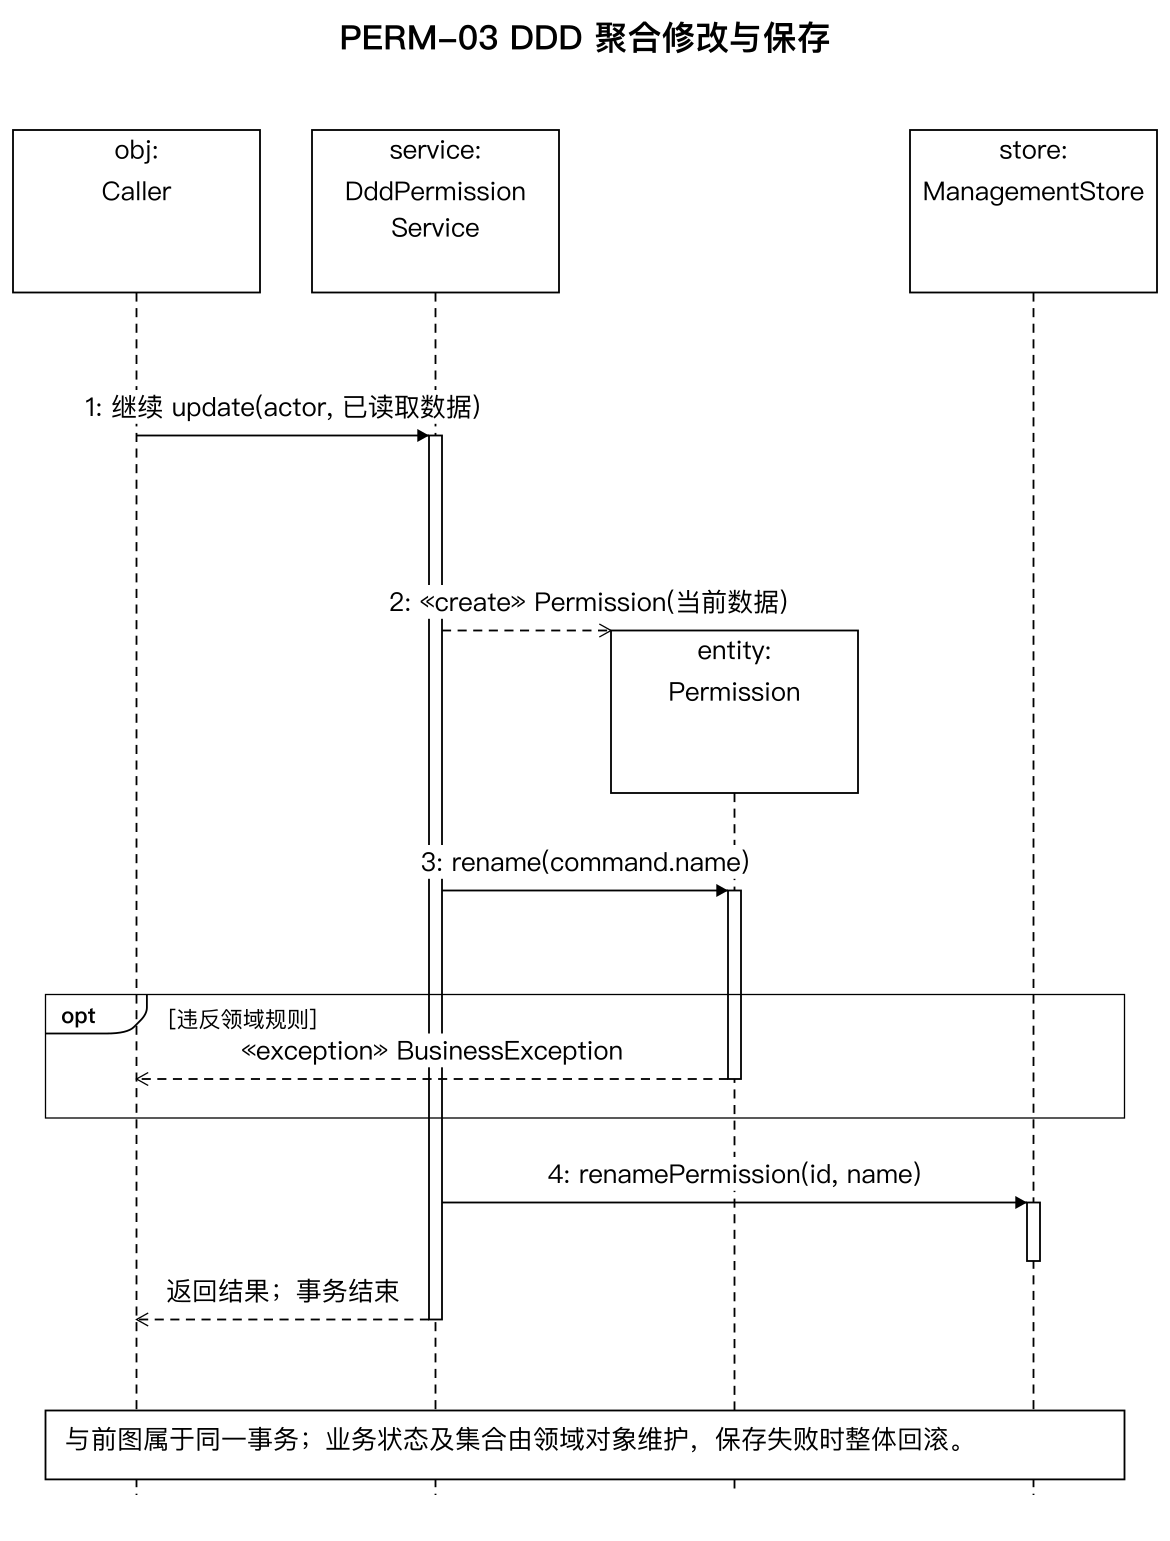 PERM-03 DDD 聚合修改与保存
obj:
Caller
service:
DddPermission
Service
store:
ManagementStore
1: 继续 update(actor, 已读取数据)
2: «create» Permission(当前数据)
entity:
Permission
3: rename(command.name)
opt
[违反领域规则]
«exception» BusinessException
4: renamePermission(id, name)
返回结果；事务结束
与前图属于同一事务；业务状态及集合由领域对象维护，保存失败时整体回滚。